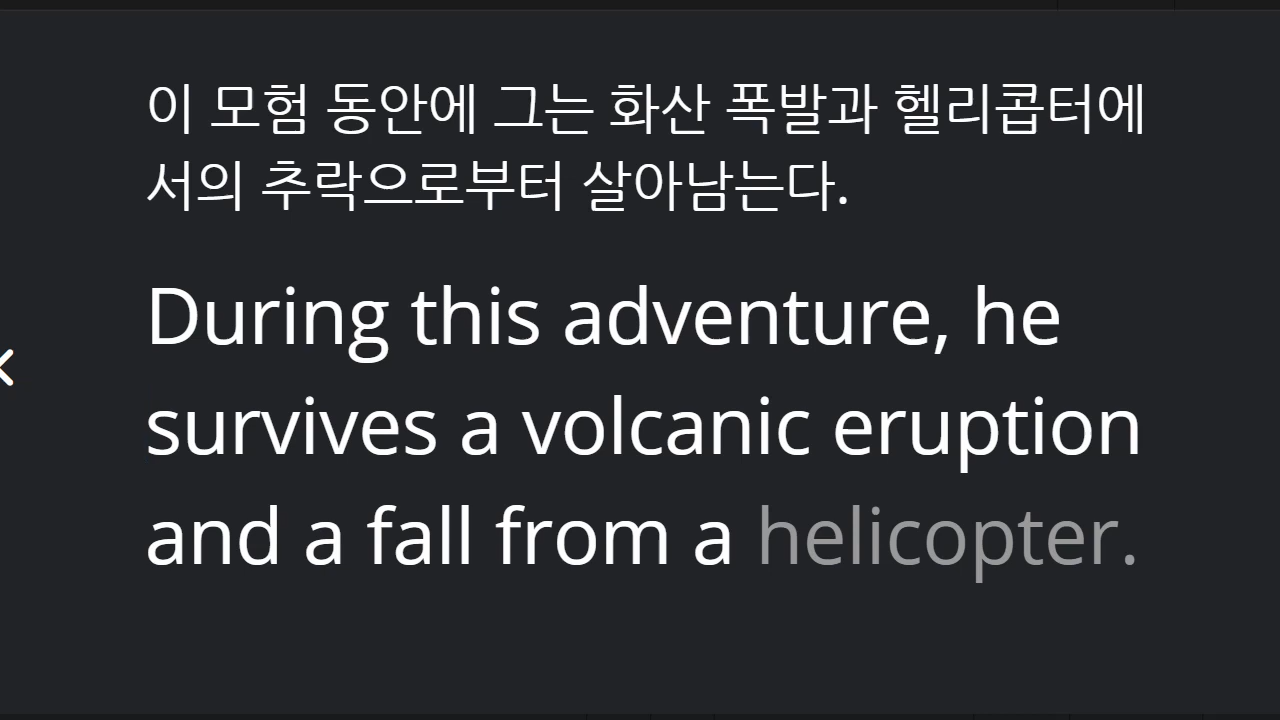 이 모험 동안에 그는 화산 폭발과 헬리콥터에
서의 추락으로부터 살아남는다.
During this adventure, he
survives a volcanic eruption
and a fall from a helicopter.